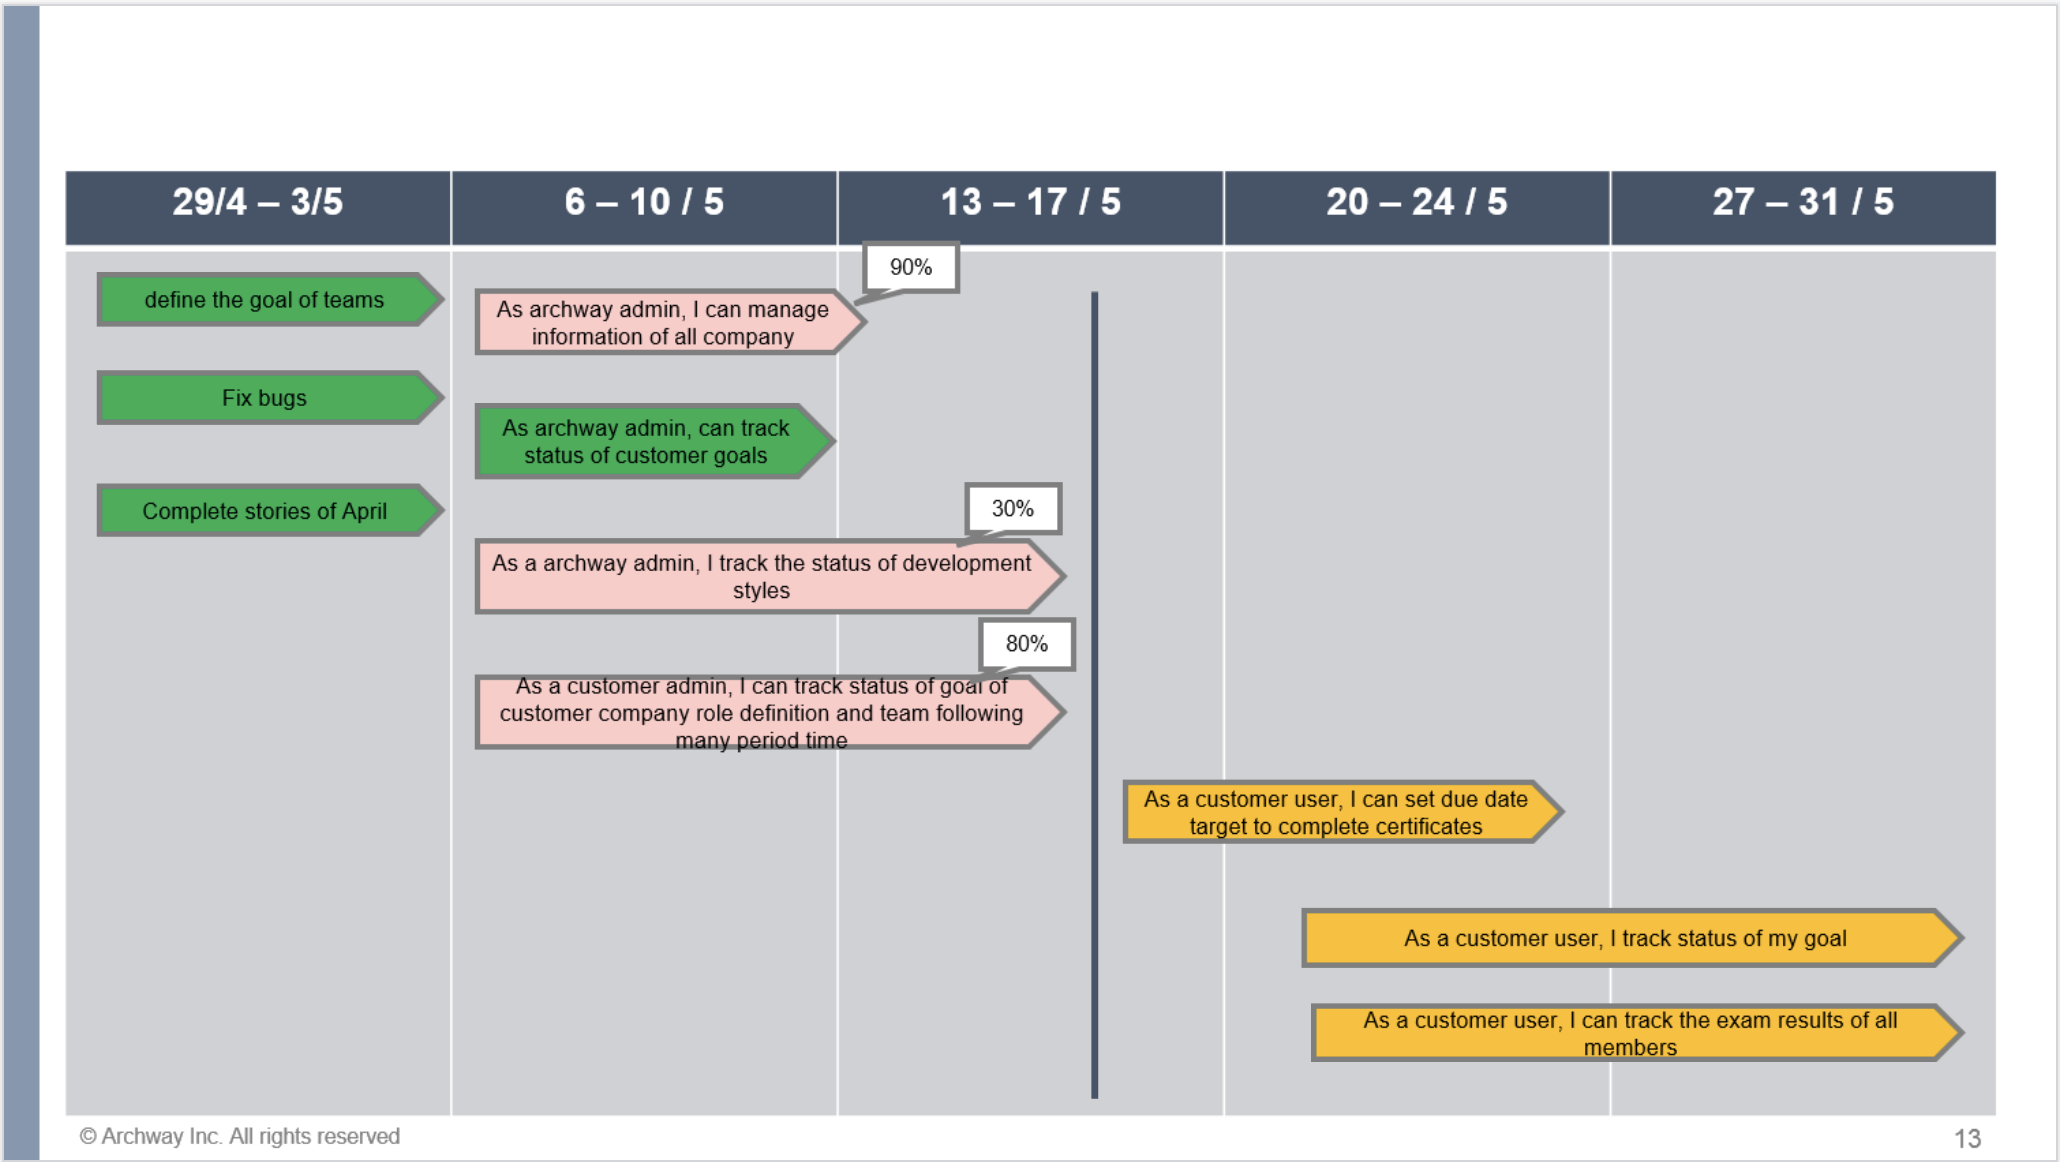 29/4 – 3/5
6 – 10 / 5
13 – 17 / 5
20 – 24 / 5
27 – 31 / 5
define the goal of teams
Fix bugs
Complete stories of April
90%
As archway admin, I can manage
information of all company
As archway admin, can track
status of customer goals
30%
As a archway admin, I track the status of development
styles
80%
As a customer admin, I can track status of goal of
customer company role definition and team following
many period time
As a customer user, I can set due date
target to complete certificates
As a customer user, I track status of my goal
As a customer user, I can track the exam results of all
members
© Archway Inc. All rights reserved
13